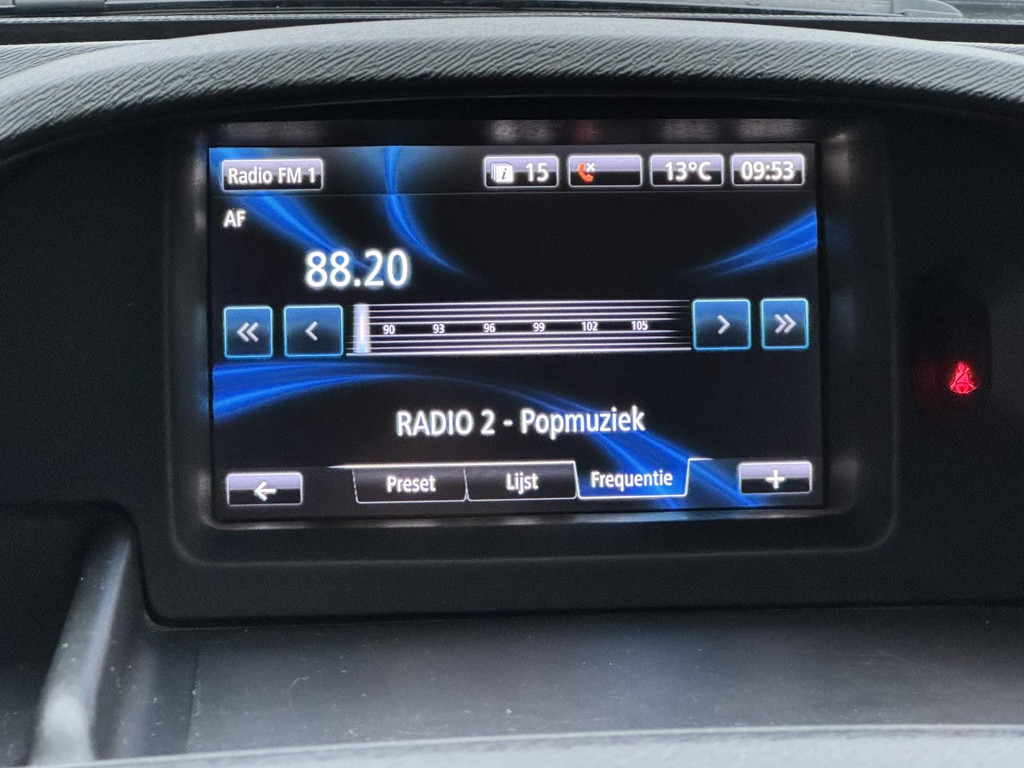 Radio FM 1 15 13°C 09:53
AF
88.20
90 93 96 99 102 105
RADIO 2 - Popmuziek
Preset Lijst Frequentie